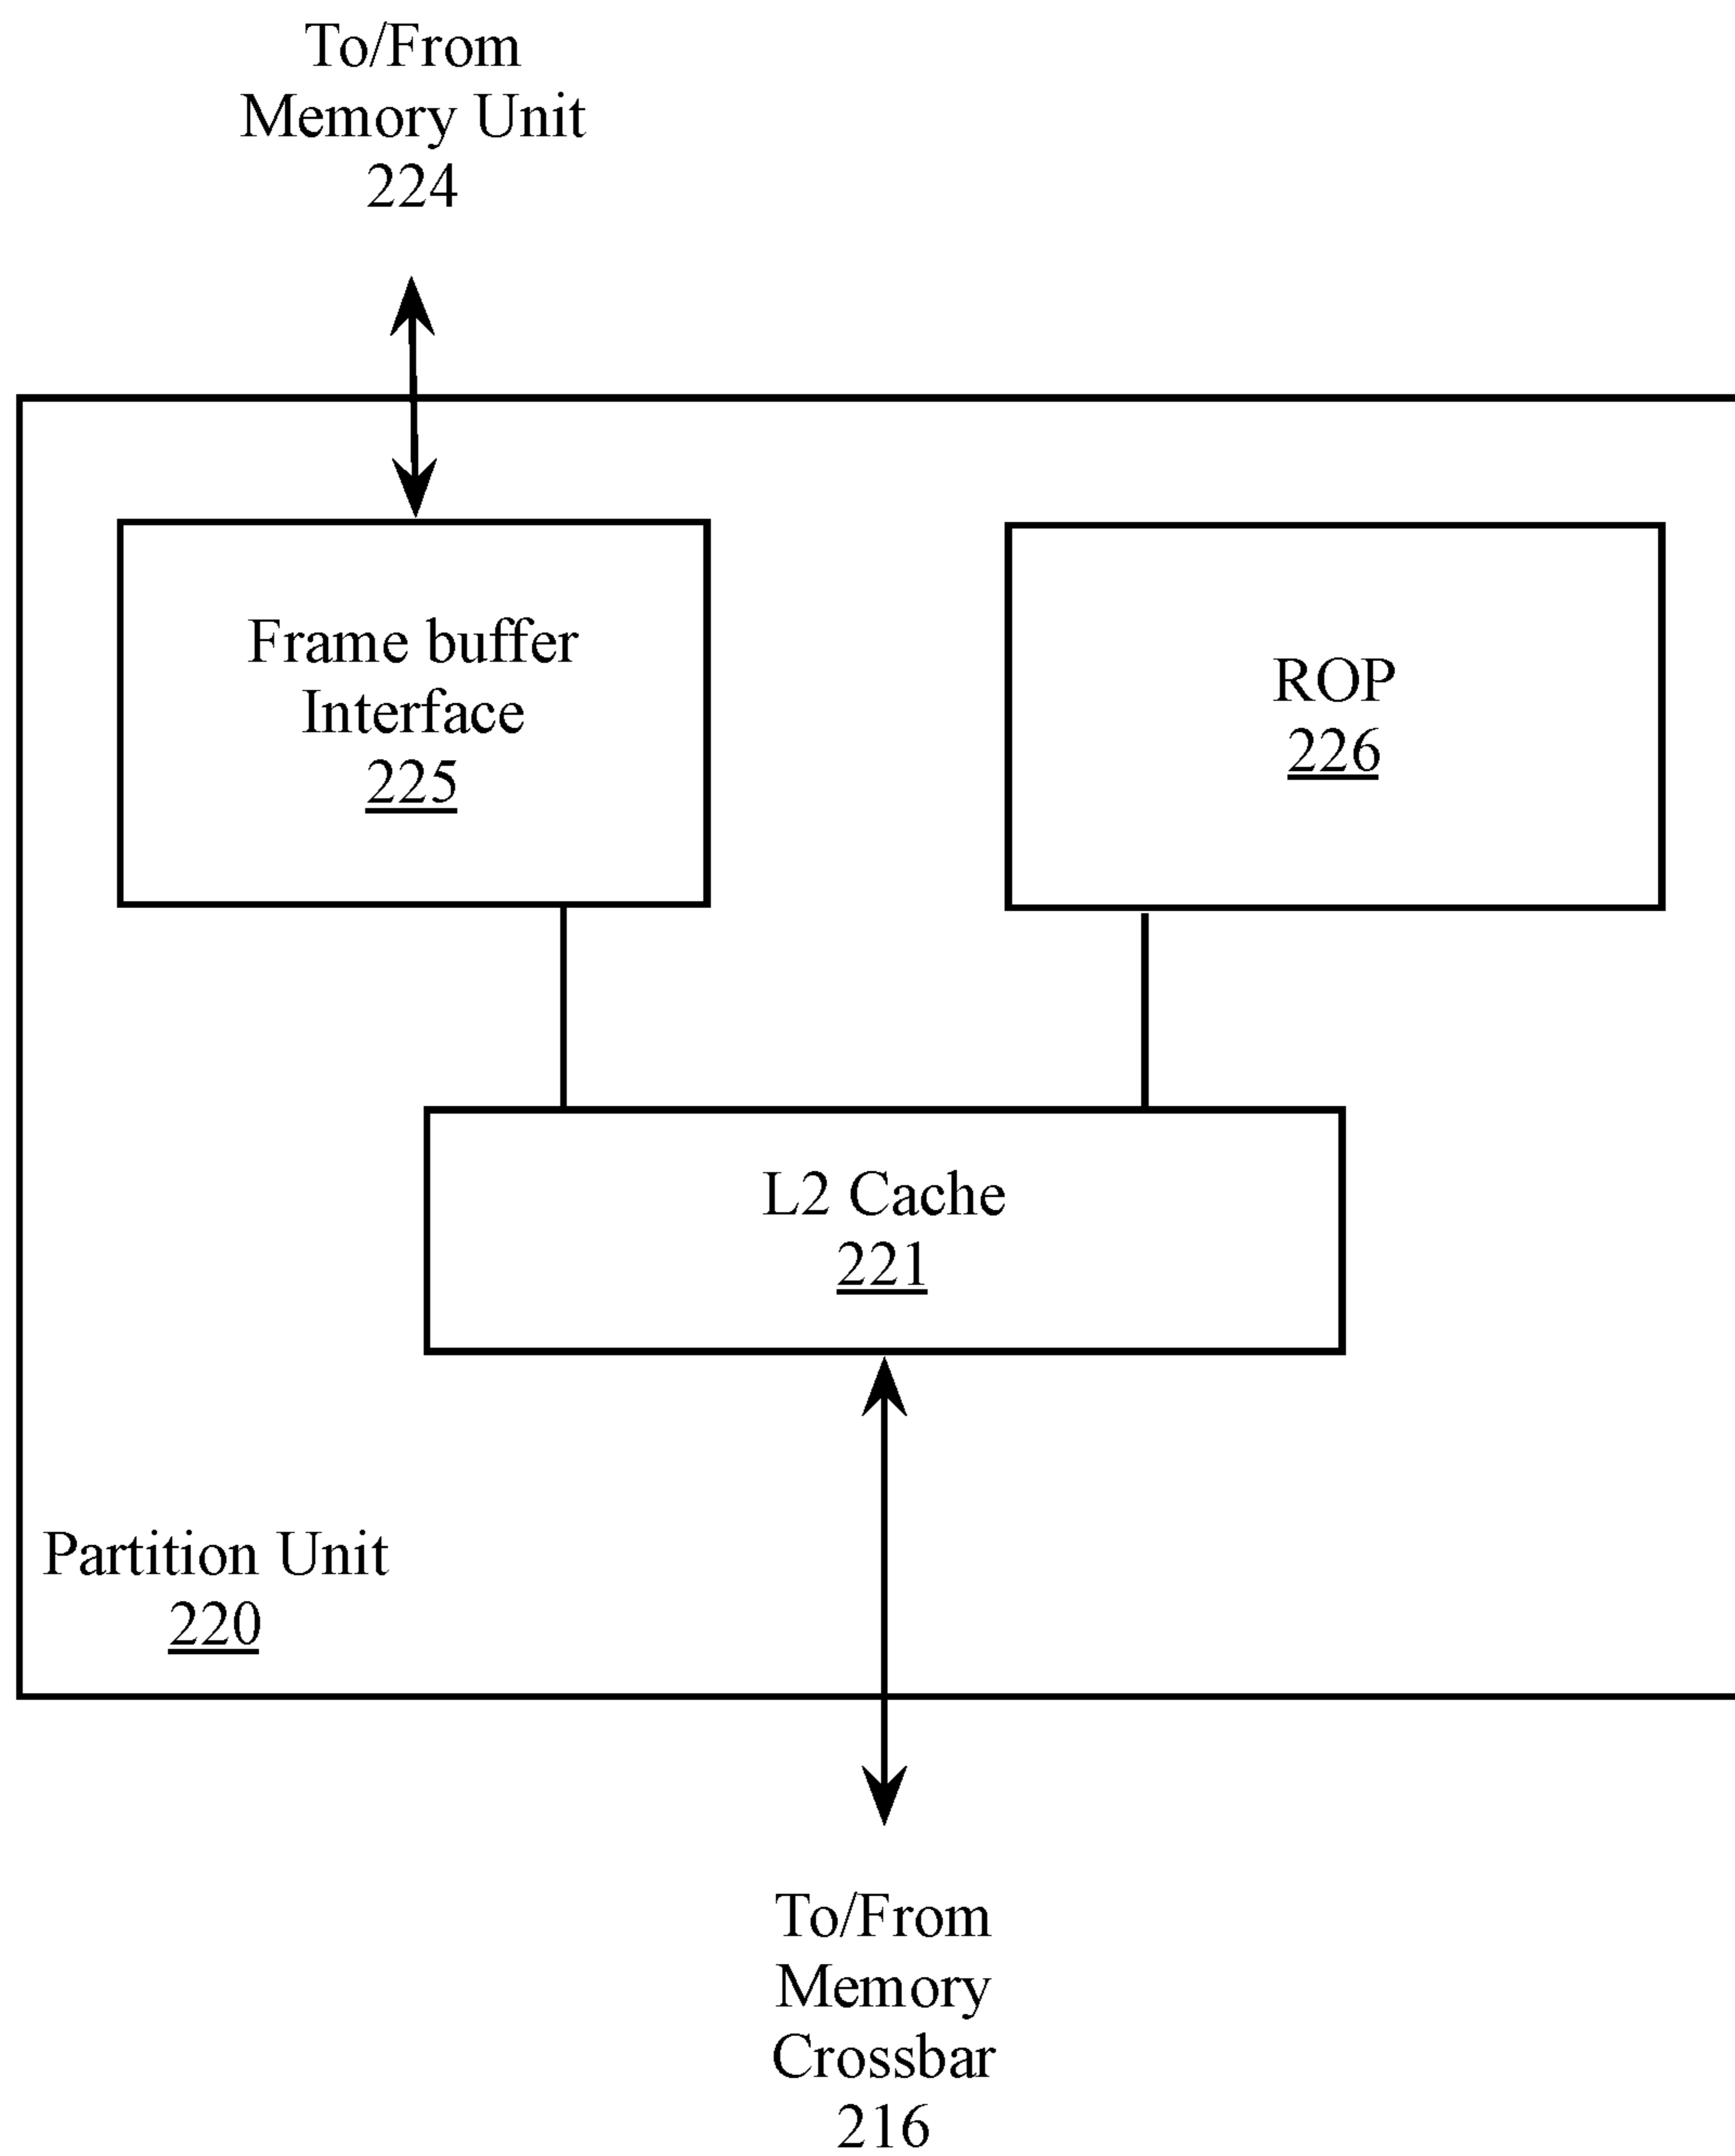 To/From
Memory Unit
224
Frame buffer
Interface
225
ROP
226
L2 Cache
221
Partition Unit
220
To/From
Memory
Crossbar
216